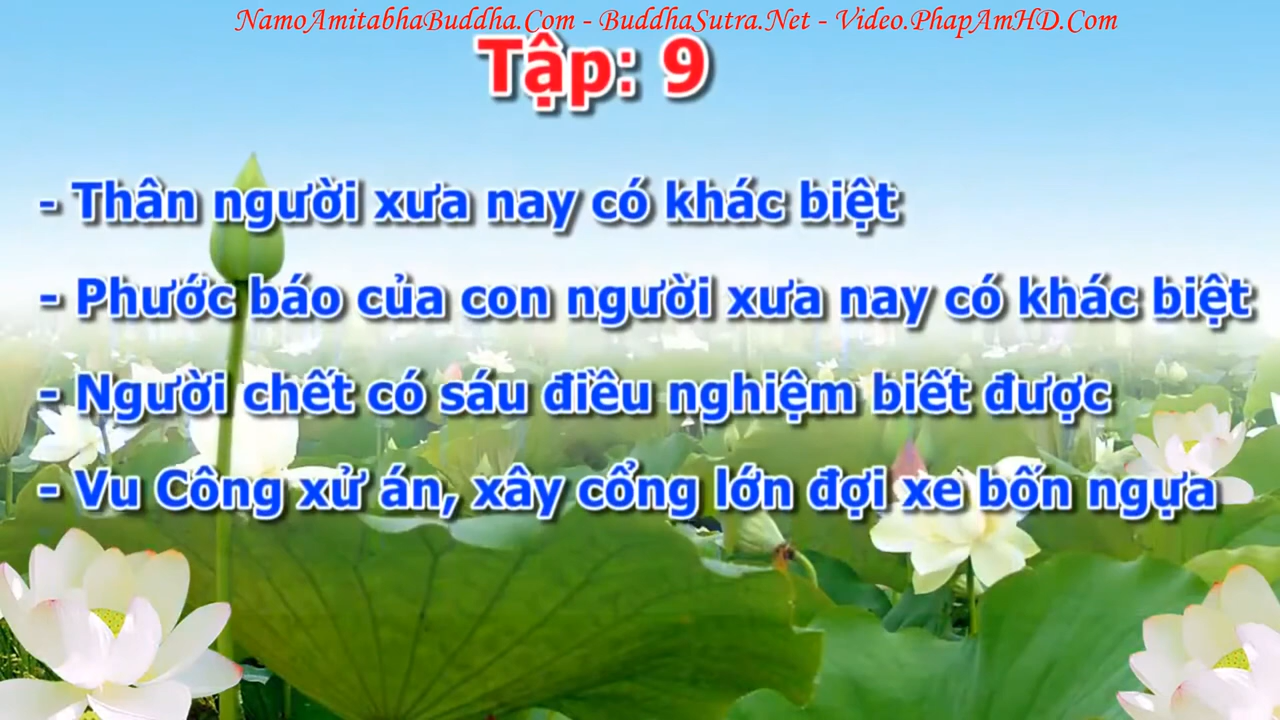 NamoAmitabhaBuddha.Com - BuddhaSutra.Net - Video.PhapAmHD.Com
Tập: 9
- Thân người xưa nay có khác biệt
- Phước báo của con người xưa nay có khác biệt
- Người chết có sáu điều nghiệm biết được
- Vu Công xử án, xây cổng lớn đợi xe bốn ngựa